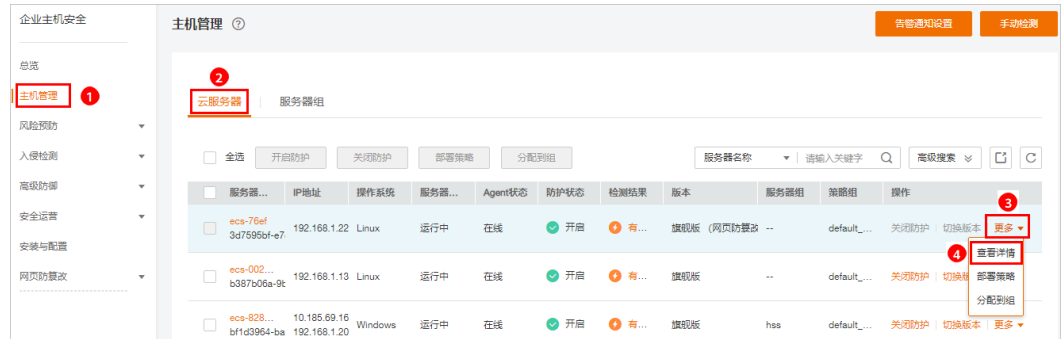 企业主机安全
总览
主机管理 1
风险预防
入侵检测
高级防御
安全运营
安装与配置
网页防篡改
主机管理 ?
告警通知设置 手动检测
2
云服务器 服务器组
全选 开启防护 关闭防护 部署策略 分配到组 服务器名称 请输入关键字 高级搜索 C
服务器... IP地址 操作系统 服务器... Agent状态 防护状态 检测结果 版本 服务器组 策略组 操作
3
ecs-76ef
3d7595bf-e7 192.168.1.22 Linux 运行中 在线 开启 有... 旗舰版 (网页防篡改 -- default_... 关闭防护 切换版本 更多
4 查看详情
部署策略
分配到组
ecs-002...
b387b06a-9b 192.168.1.13 Linux 运行中 在线 开启 有... 旗舰版 -- default_... 关闭防护 切换版
ecs-828... 10.185.69.16
bf1d3964-ba 192.168.1.20 Windows 运行中 在线 开启 有... 旗舰版 hss default_... 关闭防护 切换版本 更多